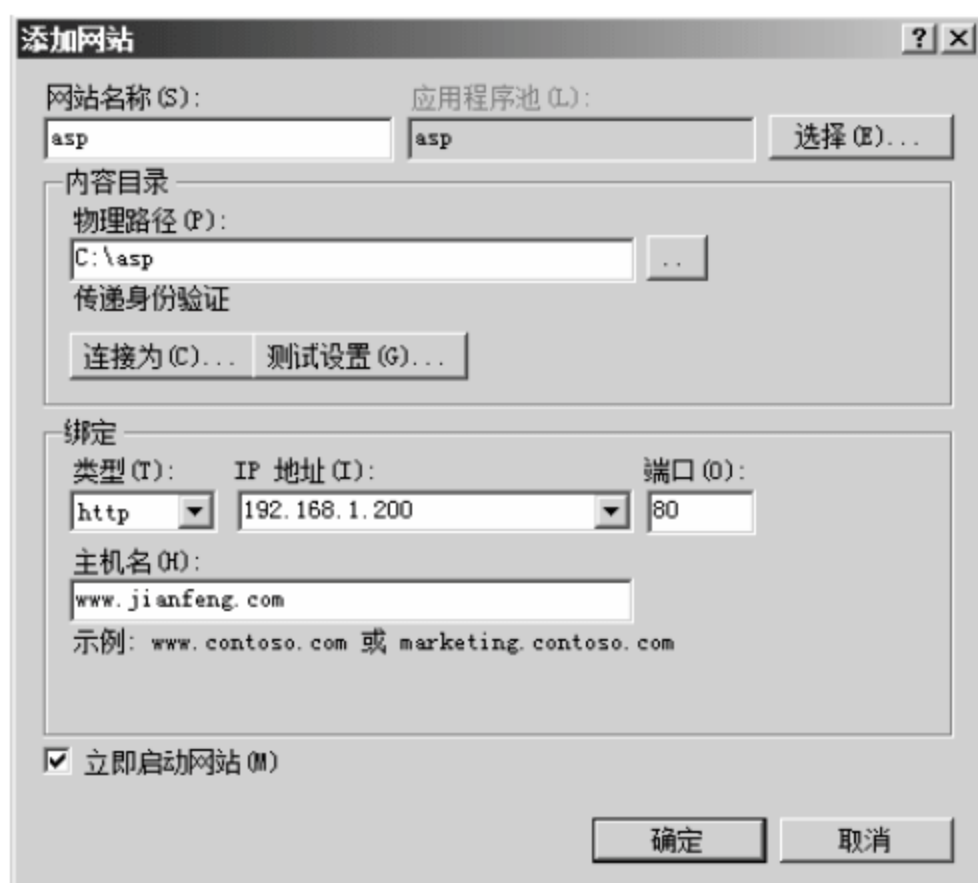 添加网站
网站名称(S): 应用程序池(L):
asp asp 选择(E)...
内容目录
物理路径(P):
C:\asp ..
传递身份验证
连接为(C)... 测试设置(G)...
绑定
类型(T): IP 地址(I): 端口(O):
http 192.168.1.200 80
主机名(H):
www.jianfeng.com
示例: www.contoso.com 或 marketing.contoso.com
立即启动网站(M)
确定 取消